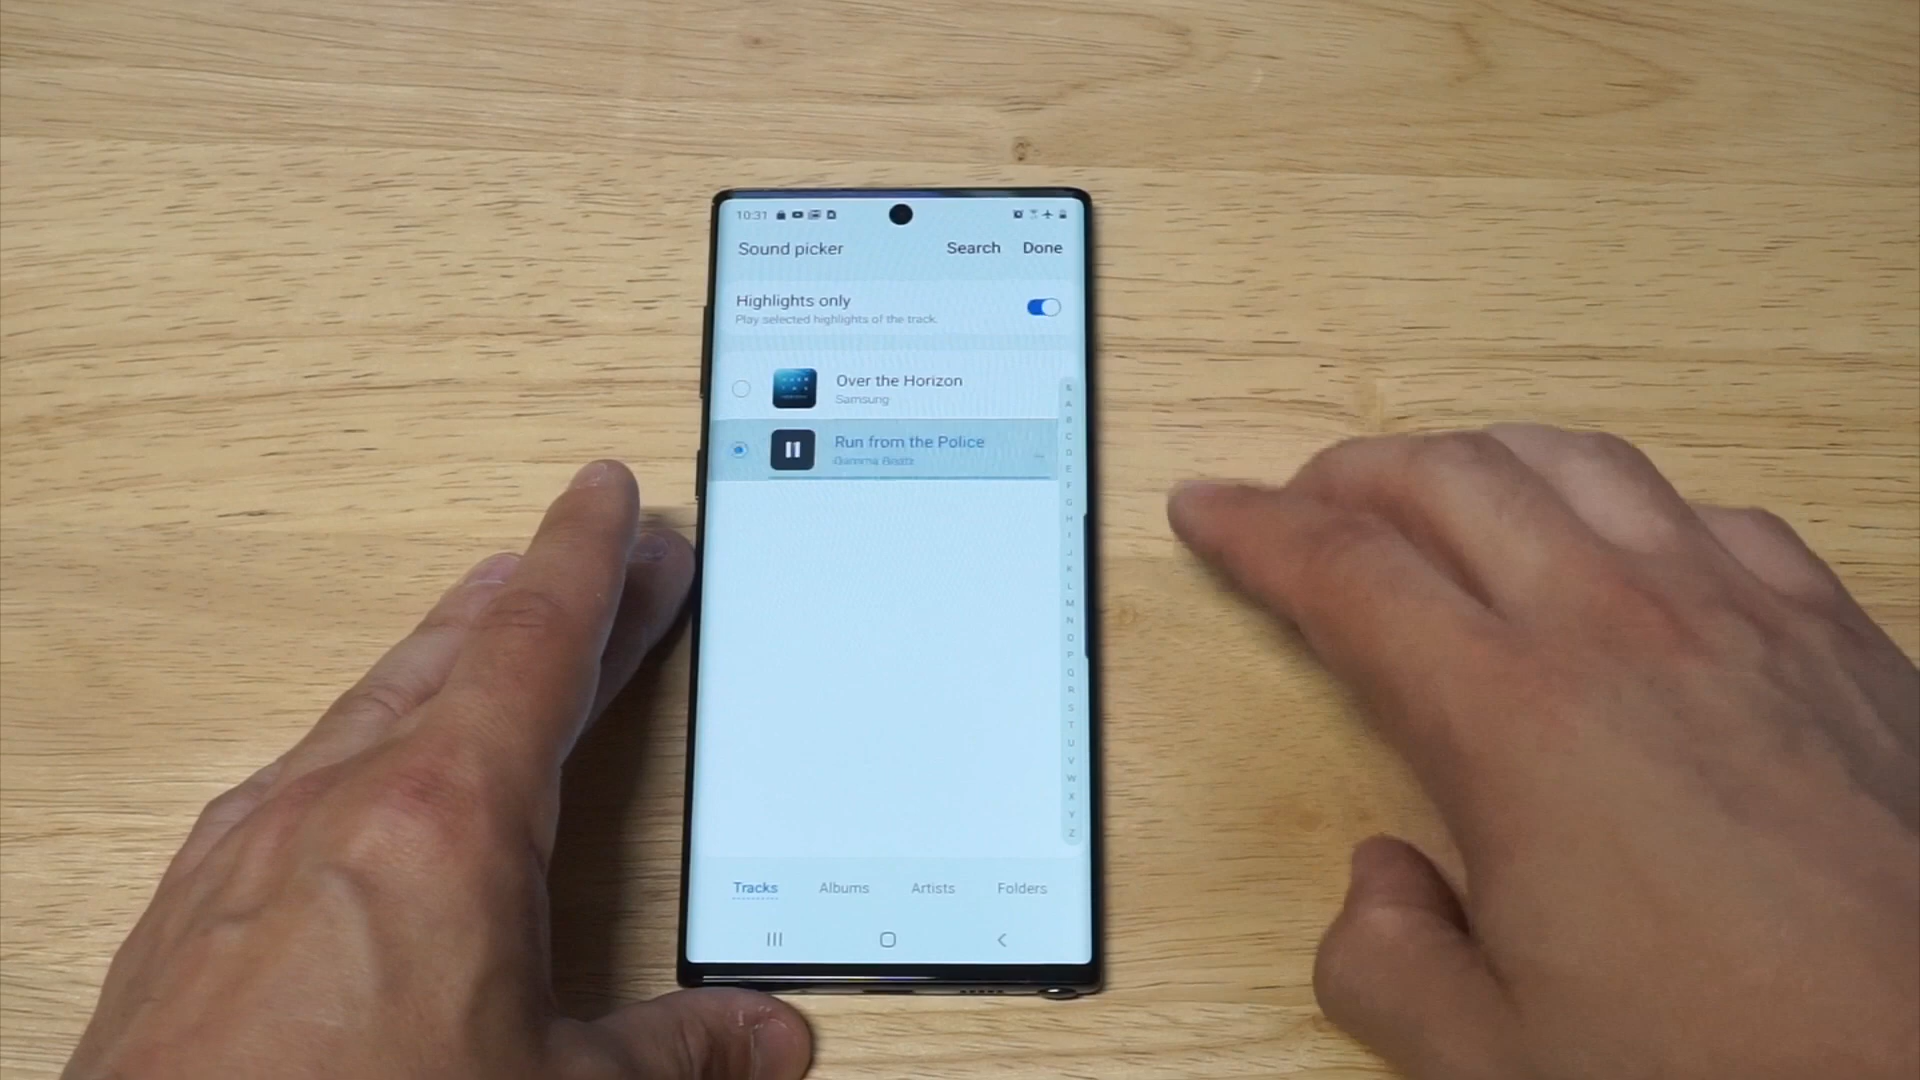 10:31
Sound picker Search Done
Highlights only
Play selected highlights of the track.
Over the Horizon
Samsung
Run from the Police
Gamma Beatz
&
A
B
C
D
E
F
G
H
I
J
K
L
M
N
O
P
Q
R
S
T
U
V
W
X
Y
Z
Tracks Albums Artists Folders